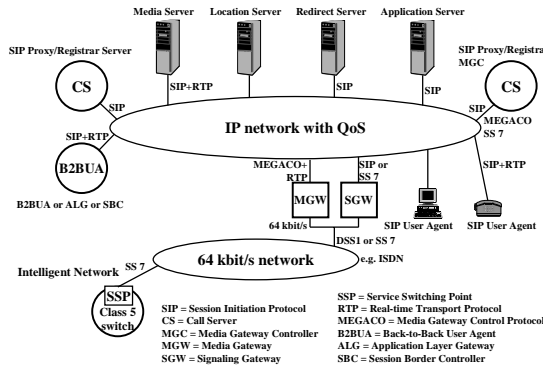 Media Server
Location Server
Redirect Server
Application Server
SIP Proxy/Registrar Server
SIP Proxy/Registra
MGC
CS
CS
SIP+RTP
SIP
SIP
SIP
SIP
SIP
SIP+RTP
IP network with QoS
MEGACO
SS 7
B2BUA
SIP+RTP
MEGACO+
RTP
SIP or
SS 7
B2BUA or ALG or SBC
MGW
SGW
SIP User Agent
SIP User Agent
64 kbit/s
DSS1 or SS 7
64 kbit/s network
e.g. ISDN
Intelligent Network
SS 7
SSP
Class 5
switch
SIP = Session Initiation Protocol
CS = Call Server
MGC = Media Gateway Controller
MGW = Media Gateway
SGW = Signaling Gateway
SSP = Service Switching Point
RTP = Real-time Transport Protocol
MEGACO = Media Gateway Control Protocol
B2BUA = Back-to-Back User Agent
ALG = Application Layer Gateway
SBC = Session Border Controller